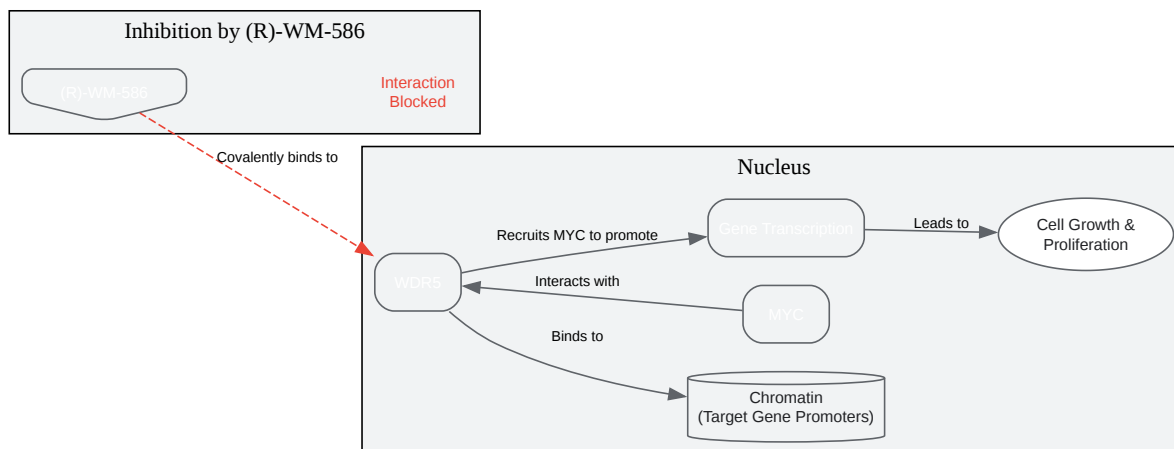 Inhibition by (R)-WM-586
(R)-WM-586
Interaction
Blocked
Covalently binds to
Nucleus
WDR5
Recruits MYC to promote
Gene Transcription
Leads to
Cell Growth &
Proliferation
Interacts with
MYC
Binds to
Chromatin
(Target Gene Promoters)